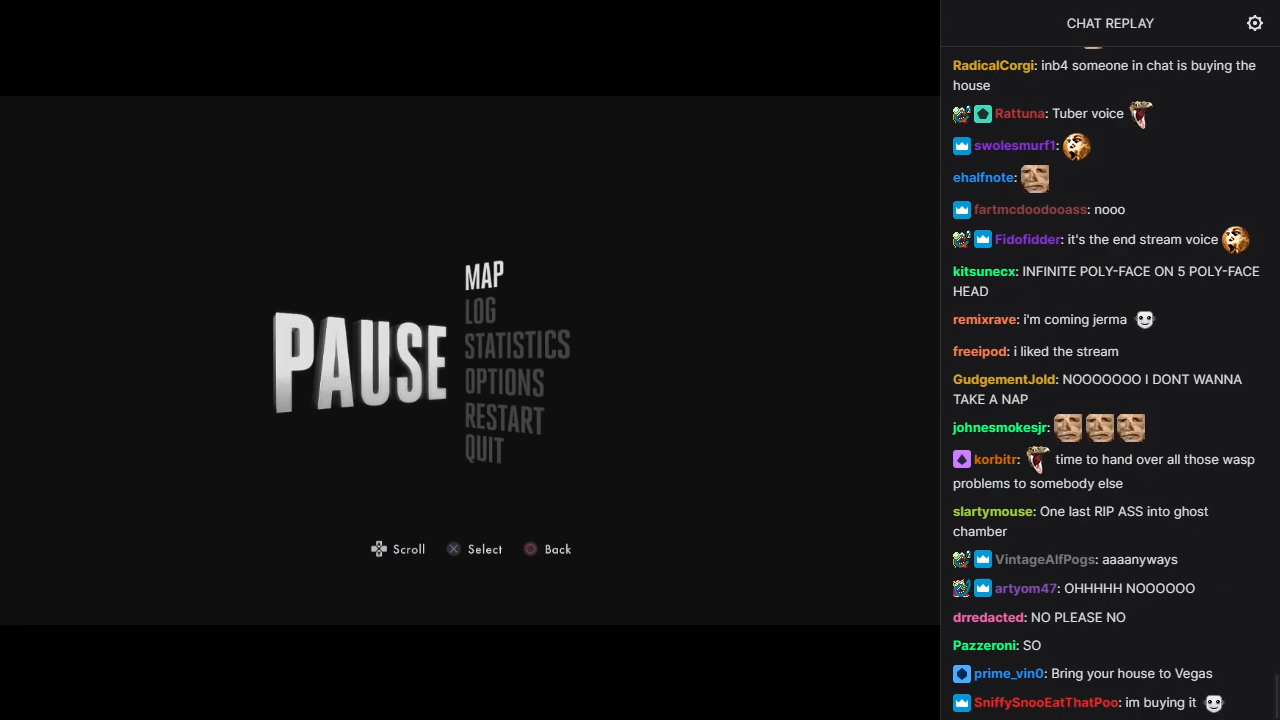 PAUSE
MAP
LOG
STATISTICS
OPTIONS
RESTART
QUIT
Scroll Select Back
CHAT REPLAY
RadicalCorgi: inb4 someone in chat is buying the
house
Rattuna: Tuber voice
swolesmurf1:
ehalfnote:
fartmcdoodooass: nooo
Fidofidder: it's the end stream voice
kitsunecx: INFINITE POLY-FACE ON 5 POLY-FACE
HEAD
remixrave: i'm coming jerma
freeipod: i liked the stream
GudgementJold: NOOOOOOO I DONT WANNA
TAKE A NAP
johnesmokesjr:
korbitr: time to hand over all those wasp
problems to somebody else
slartymouse: One last RIP ASS into ghost
chamber
VintageAlfPogs: aaaanyways
artyom47: OHHHHH NOOOOOO
drredacted: NO PLEASE NO
Pazzeroni: SO
prime_vin0: Bring your house to Vegas
SniffySnooEatThatPoo: im buying it